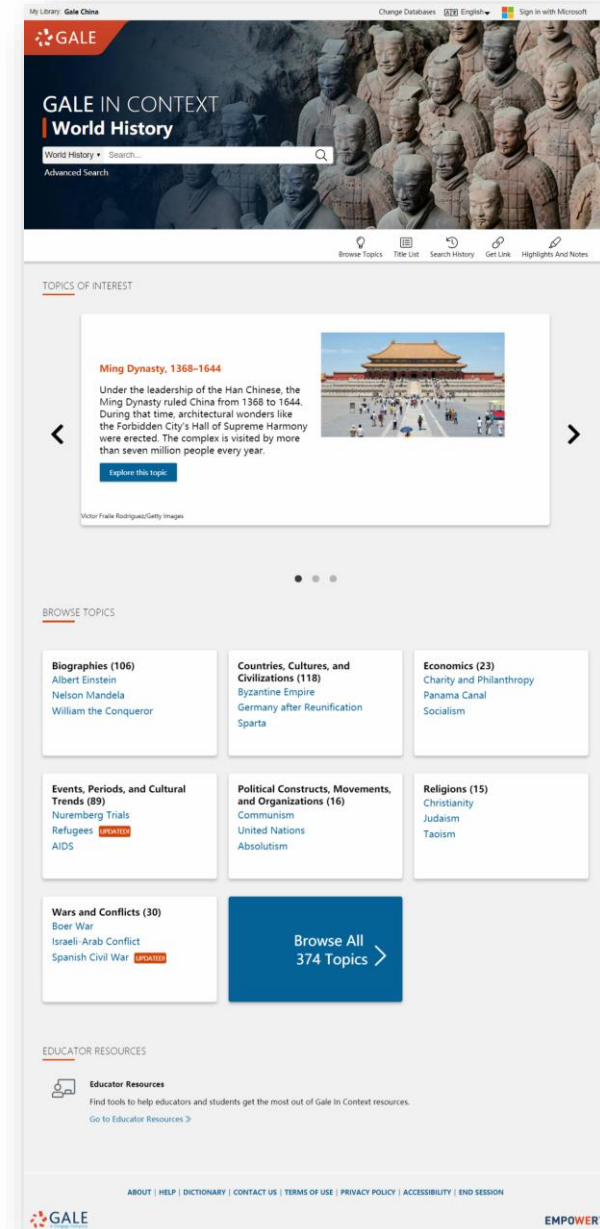 My Library: Gale China
Change Databases
English
Sign in with Microsoft
GALE
GALE IN CONTEXT
World History
World History
Search...
Advanced Search
Browse Topics
Title List
Search History
Get Link
Highlights And Notes
TOPICS OF INTEREST
Ming Dynasty, 1368–1644
Under the leadership of the Han Chinese, the
Ming Dynasty ruled China from 1368 to 1644.
During that time, architectural wonders like
the Forbidden City's Hall of Supreme Harmony
were erected. The complex is visited by more
than seven million people every year.
Explore this topic
Victor Fraile Rodriguez/Getty Images
BROWSE TOPICS
Biographies (106)
Albert Einstein
Nelson Mandela
William the Conqueror
Countries, Cultures, and
Civilizations (118)
Byzantine Empire
Germany after Reunification
Sparta
Economics (23)
Charity and Philanthropy
Panama Canal
Socialism
Events, Periods, and Cultural
Trends (89)
Nuremberg Trials
Refugees UPDATED!
AIDS
Political Constructs, Movements,
and Organizations (16)
Communism
United Nations
Absolutism
Religions (15)
Christianity
Judaism
Taoism
Wars and Conflicts (30)
Boer War
Israeli-Arab Conflict
Spanish Civil War UPDATED!
Browse All
374 Topics
EDUCATOR RESOURCES
Educator Resources
Find tools to help educators and students get the most out of Gale In Context resources.
Go to Educator Resources »
ABOUT | HELP | DICTIONARY | CONTACT US | TERMS OF USE | PRIVACY POLICY | ACCESSIBILITY | END SESSION
GALE
EMPOWER